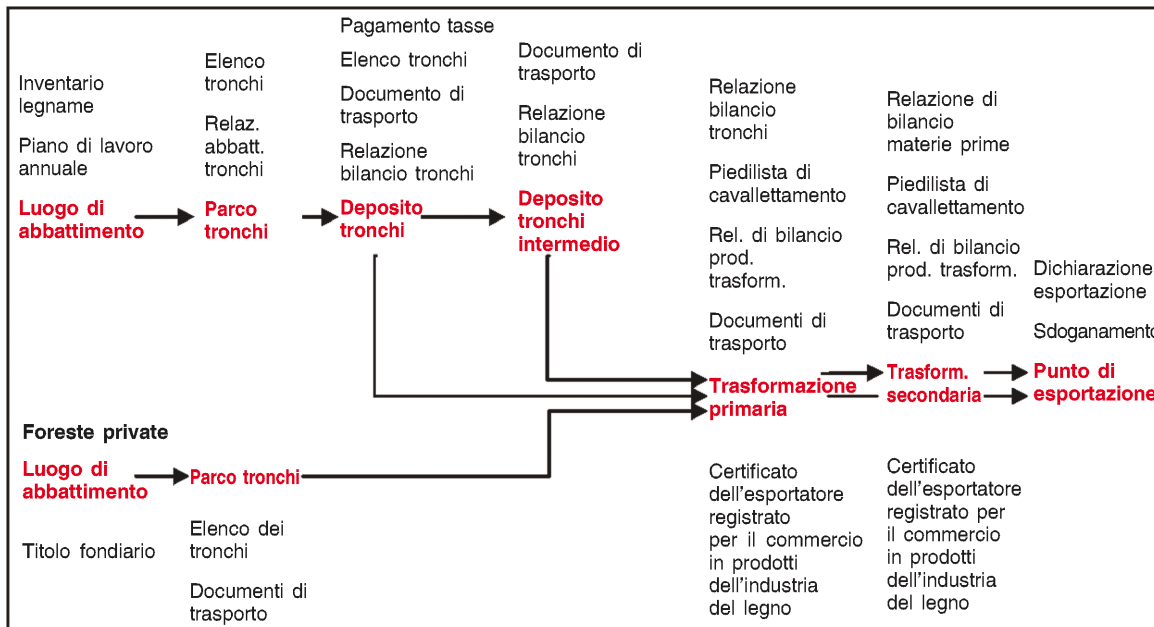 Inventario
legname
Piano di lavoro
annuale
Luogo di
abbattimento
Elenco
tronchi
Relaz.
abbatt.
tronchi
Parco
tronchi
Pagamento tasse
Elenco tronchi
Documento di
trasporto
Relazione
bilancio tronchi
Deposito
tronchi
Documento di
trasporto
Relazione
bilancio
tronchi
Deposito
tronchi
intermedio
Relazione
bilancio
tronchi
Piedilista di
cavallettamento
Rel. di bilancio
prod.
trasform.
Documenti di
trasporto
Trasformazione
primaria
Certificato
dell'esportatore
registrato
per il commercio
in prodotti
dell'industria
del legno
Relazione di
bilancio
materie prime
Piedilista di
cavallettamento
Rel. di bilancio
prod. trasform.
Documenti di
trasporto
Trasform.
secondaria
Certificato
dell'esportatore
registrato per
il commercio
in prodotti
dell'industria
del legno
Dichiarazione
esportazione
Sdoganamento
Punto di
esportazione
Foreste private
Luogo di
abbattimento
Titolo fondiario
Parco tronchi
Elenco dei
tronchi
Documenti di
trasporto